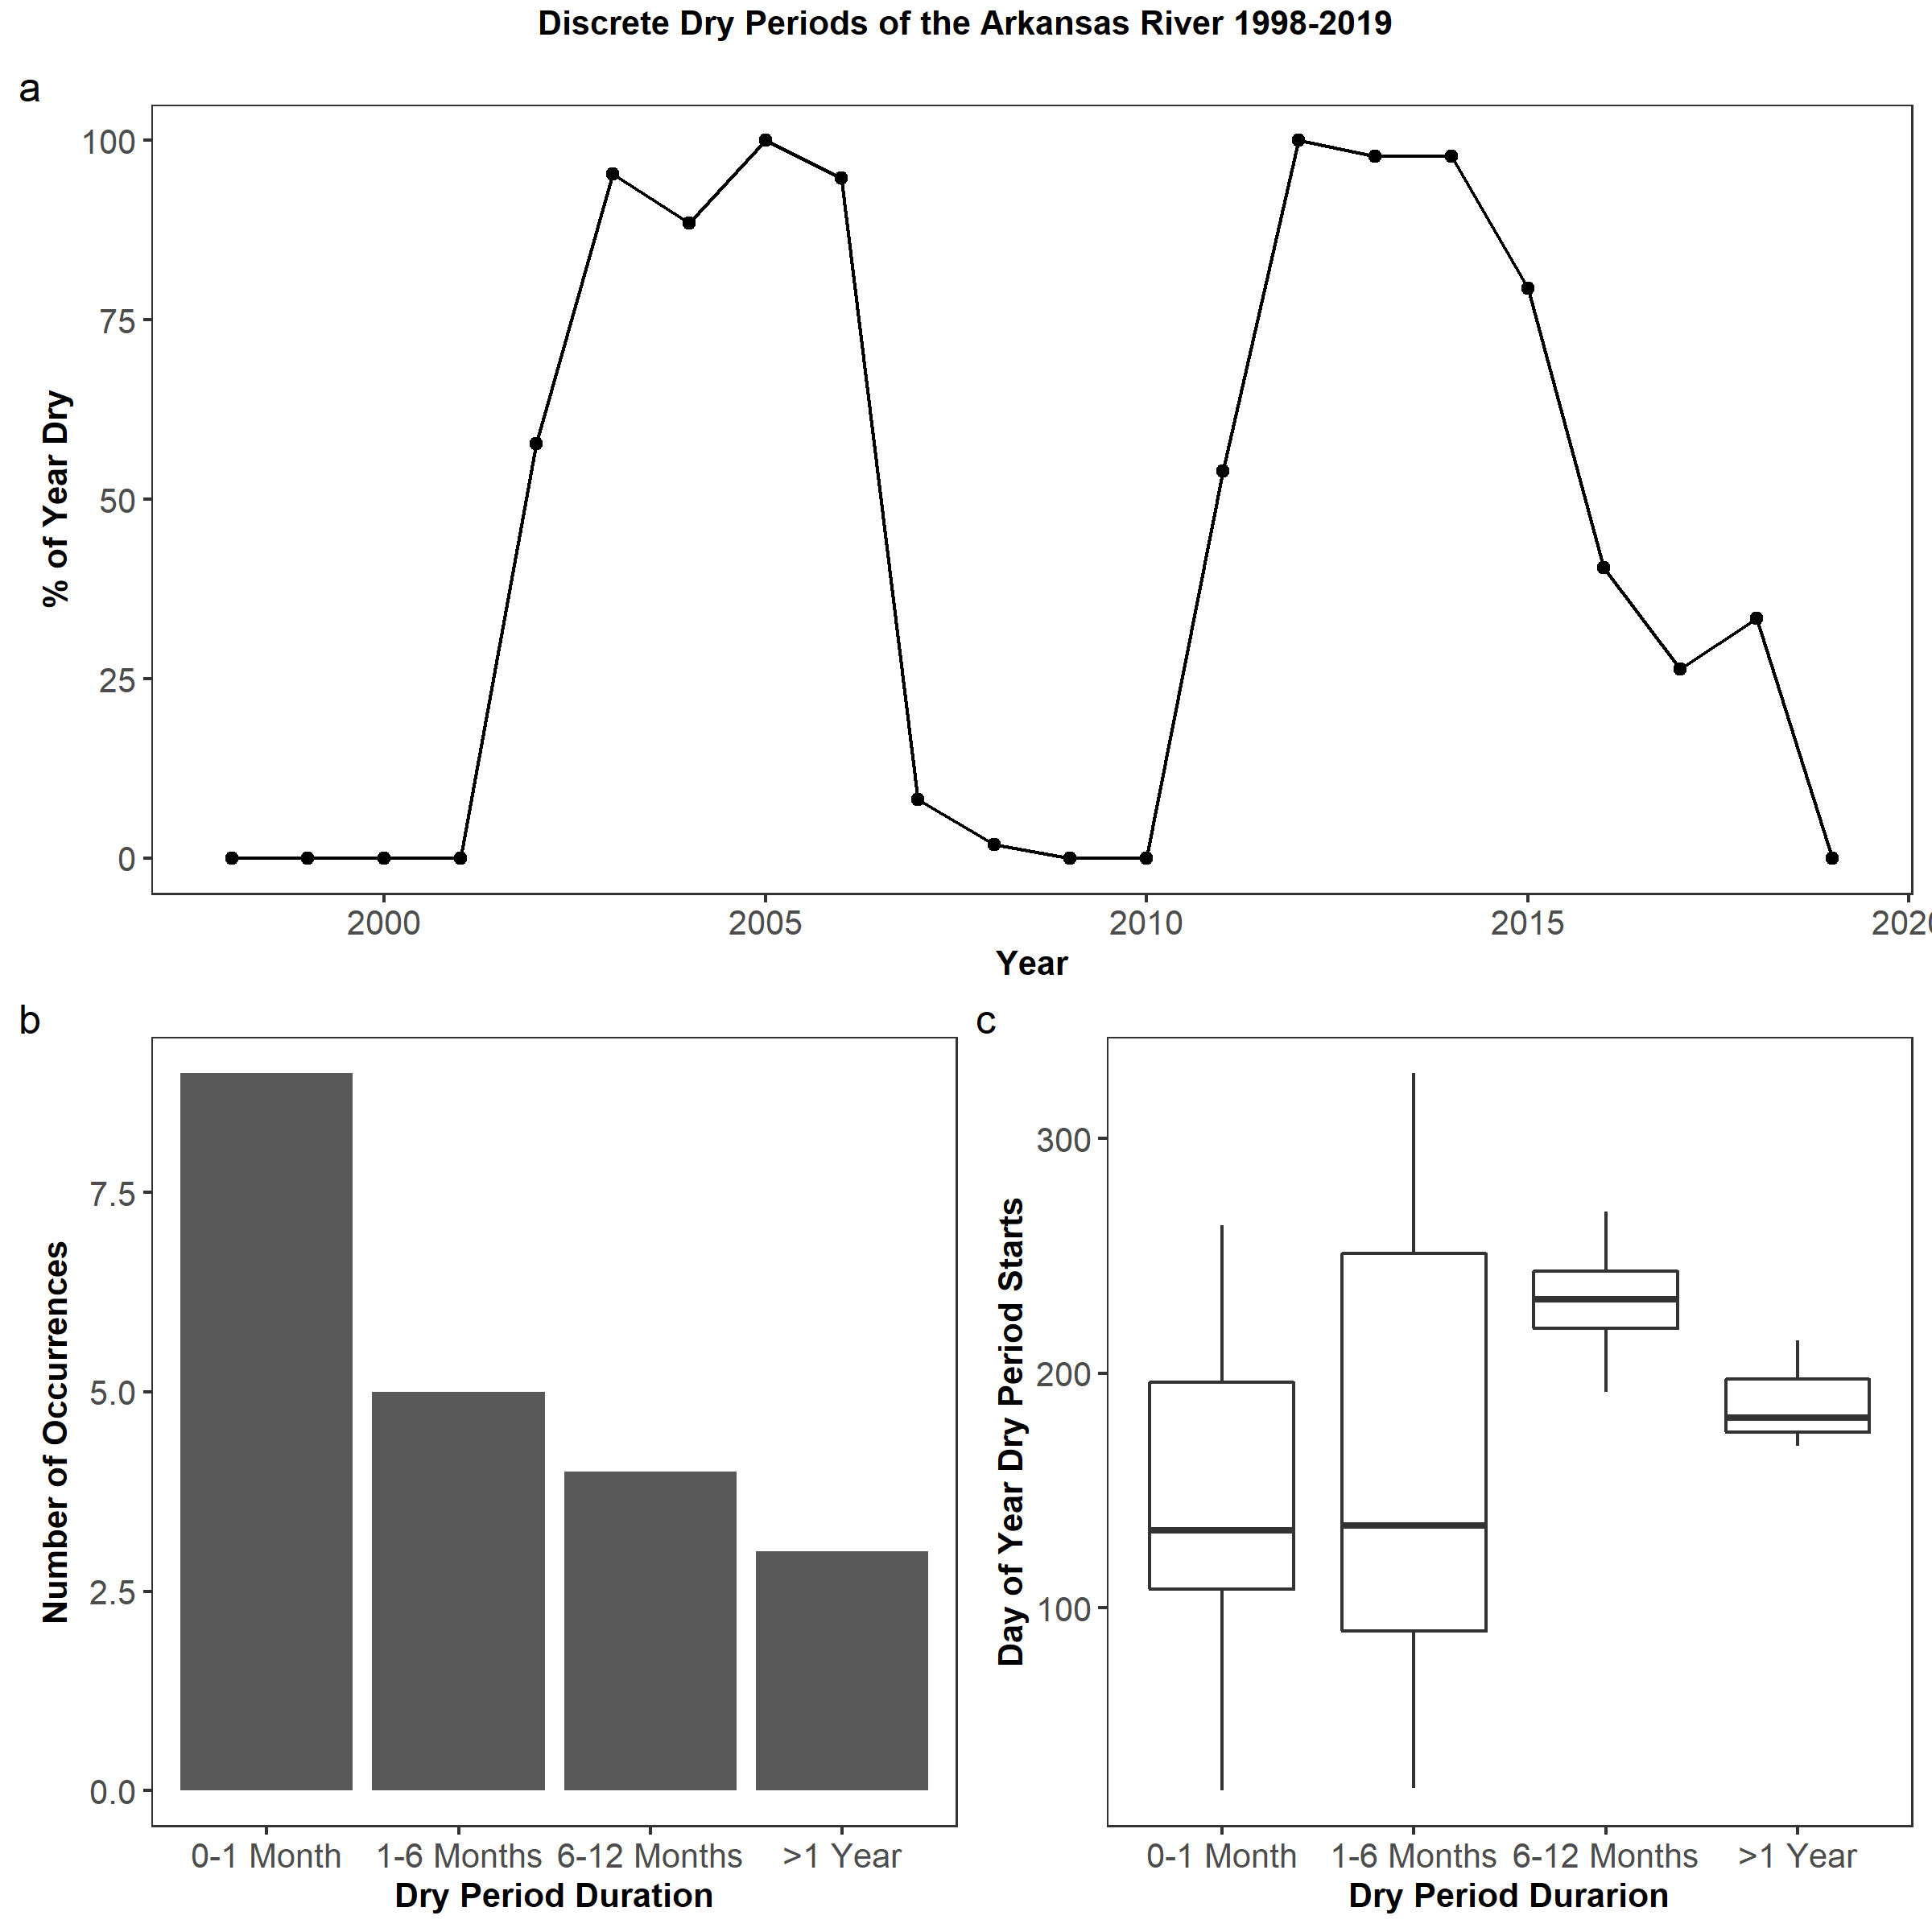 Discrete Dry Periods of the Arkansas River 1998-2019
a
100
75
50
25
0
% of Year Dry
2000 2005 2010 2015 202
Year
b
7.5
5.0
2.5
0.0
Number of Occurrences
0-1 Month 1-6 Months 6-12 Months >1 Year
Dry Period Duration
c
300
200
100
Day of Year Dry Period Starts
0-1 Month 1-6 Months 6-12 Months >1 Year
Dry Period Durarion